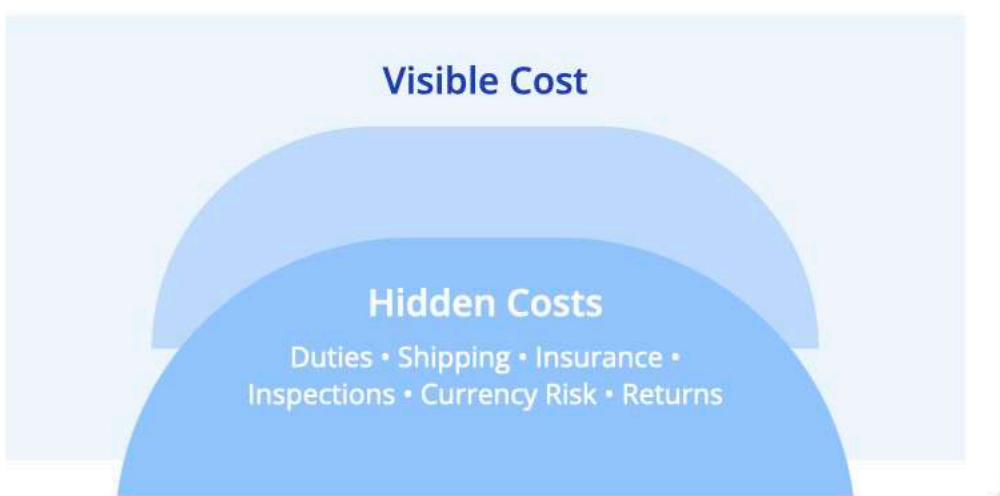 Visible Cost
Hidden Costs
Duties • Shipping • Insurance •
Inspections • Currency Risk • Returns